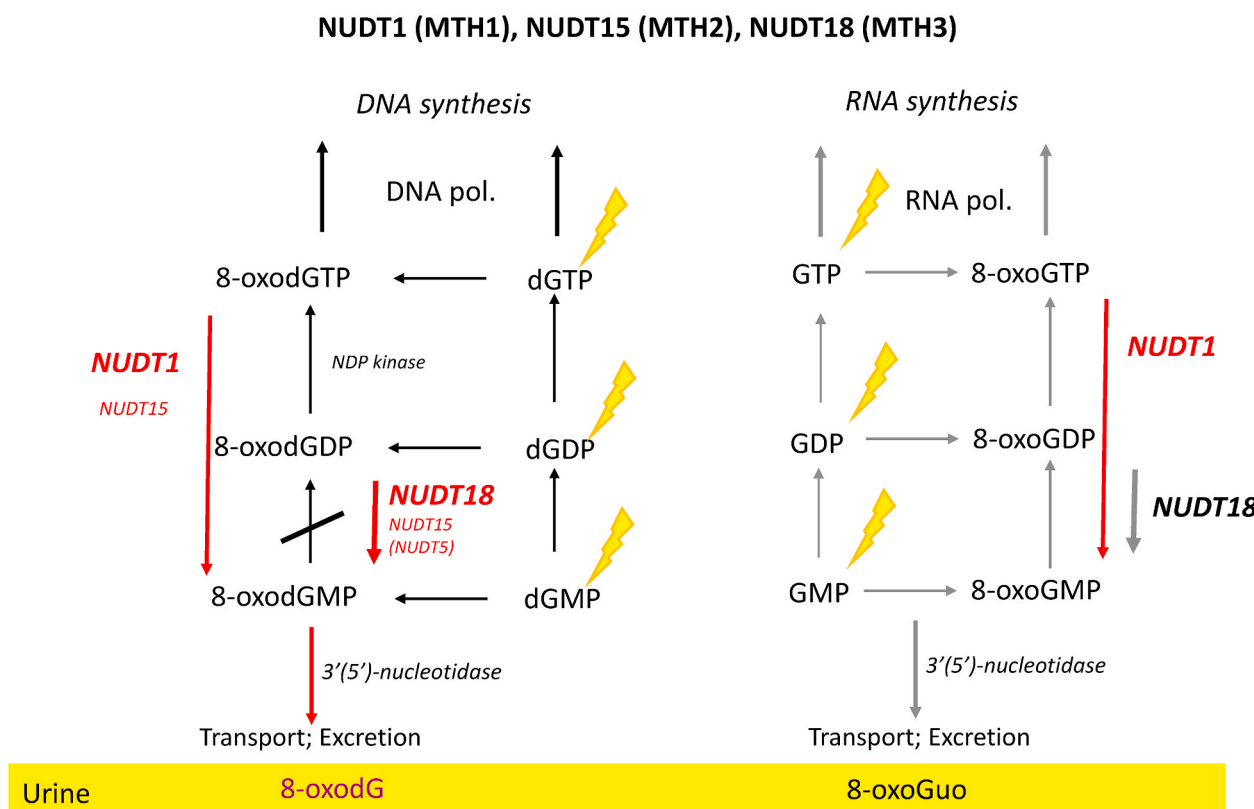 NUDT1 (MTH1), NUDT15 (MTH2), NUDT18 (MTH3)
DNA synthesis
RNA synthesis
DNA pol.
RNA pol.
8-oxodGTP
dGTP
GTP
8-oxoGTP
NUDT1
NUDT15
NDP kinase
NUDT1
8-oxodGDP
dGDP
GDP
8-oxoGDP
NUDT18
NUDT15
(NUDT5)
NUDT18
8-oxodGMP
dGMP
GMP
8-oxoGMP
3’(5’)-nucleotidase
3’(5’)-nucleotidase
Transport; Excretion
Transport; Excretion
Urine
8-oxodG
8-oxoGuo